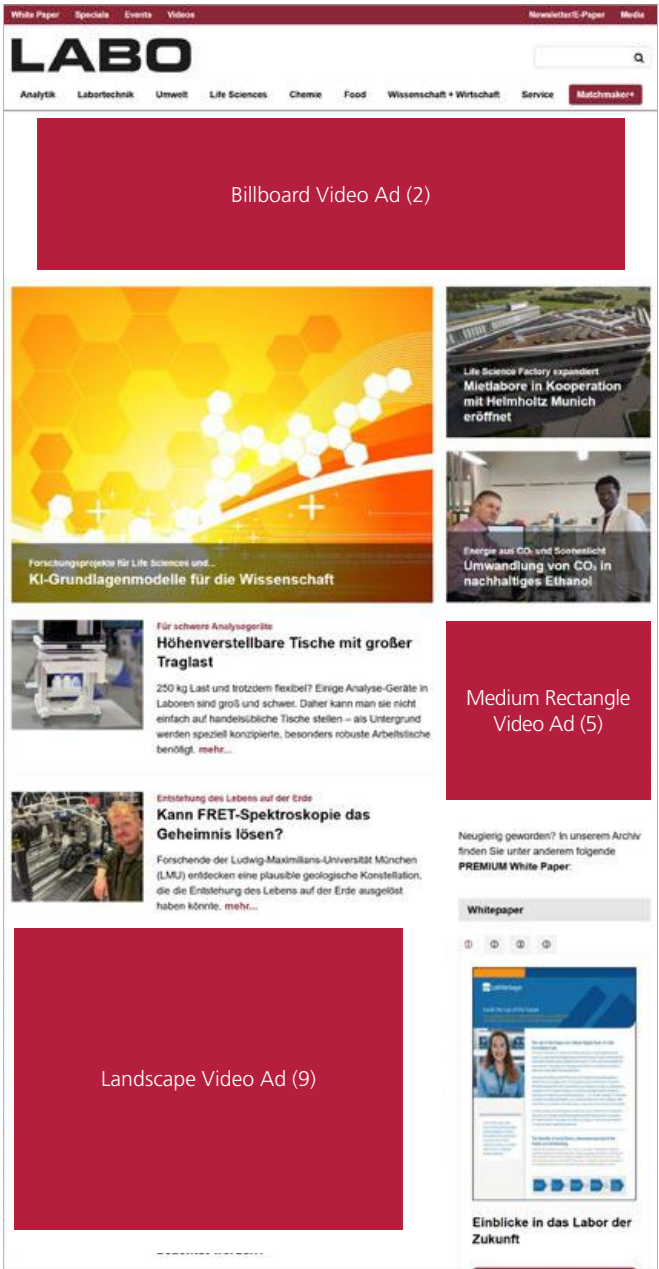 White Paper Specials Events Videos Newsletter/E-Paper Media
LABO
Analytik Labortechnik Umwelt Life Sciences Chemie Food Wissenschaft + Wirtschaft Service Matchmaker+
Billboard Video Ad (2)
Forschungsprojekte für Life Sciences und...
KI-Grundlagenmodelle für die Wissenschaft
Life Science Factory expandiert
Mietlabore in Kooperation
mit Helmholtz Munich
eröffnet
Energie aus CO₂ und Sonnenlicht
Umwandlung von CO₂ in
nachhaltiges Ethanol
Für schwere Analysegeräte
Höhenverstellbare Tische mit großer
Traglast
250 kg Last und trotzdem flexibel? Einige Analyse-Geräte in
Laboren sind groß und schwer. Daher kann man sie nicht
einfach auf handelsübliche Tische stellen – als Untergrund
werden speziell konzipierte, besonders robuste Arbeitstische
benötigt. mehr...
Medium Rectangle
Video Ad (5)
Entstehung des Lebens auf der Erde
Kann FRET-Spektroskopie das
Geheimnis lösen?
Forschende der Ludwig-Maximilians-Universität München
(LMU) entdecken eine plausible geologische Konstellation,
die die Entstehung des Lebens auf der Erde ausgelöst
haben könnte. mehr...
Neugierig geworden? In unserem Archiv
finden Sie unter anderem folgende
PREMIUM White Paper:
Whitepaper
Landscape Video Ad (9)
Einblicke in das Labor der
Zukunft